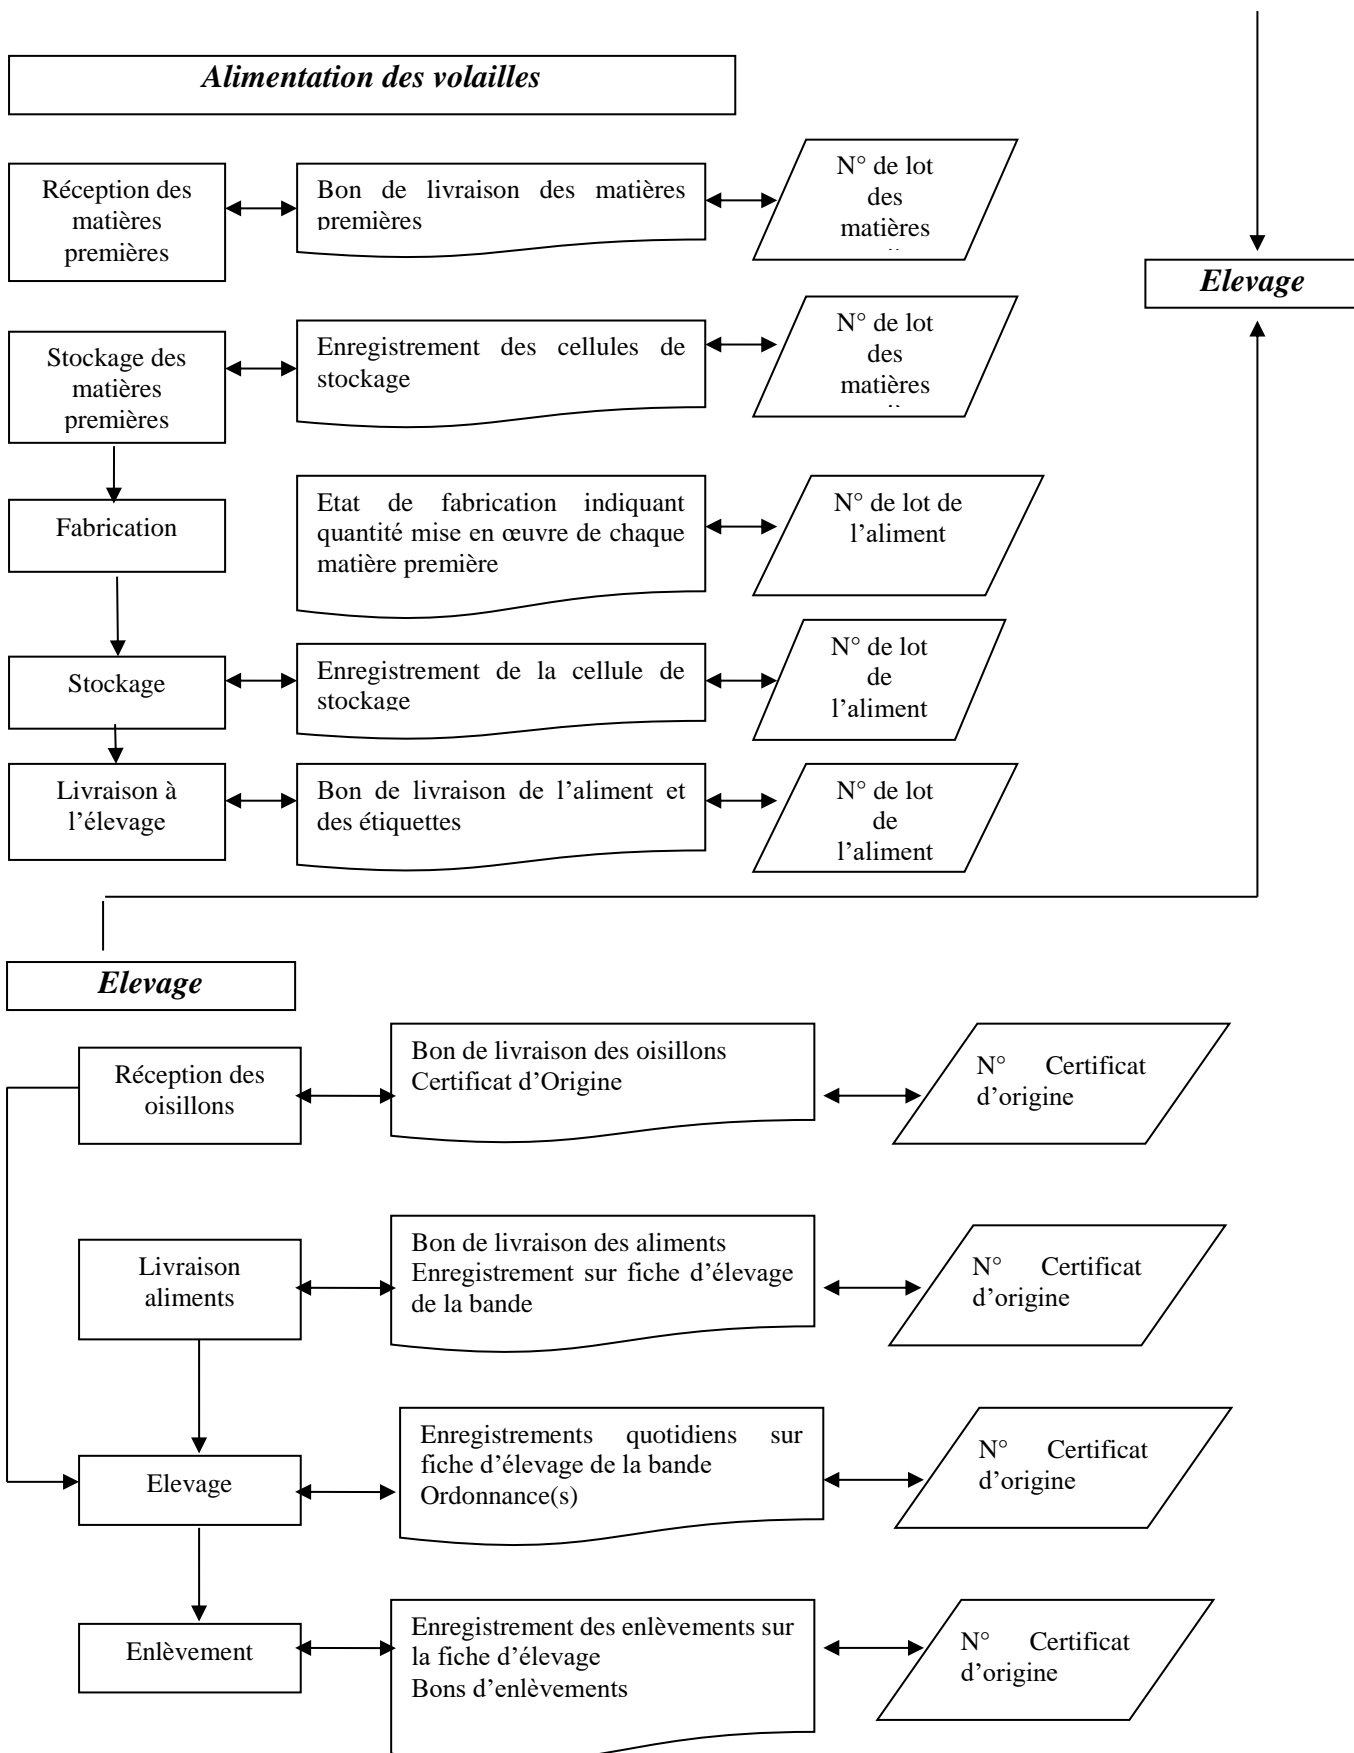 Alimentation des volailles
Réception des
matières
premières
Bon de livraison des matières
premières
N° de lot
des
matières
Elevage
Stockage des
matières
premières
Enregistrement des cellules de
stockage
N° de lot
des
matières
Fabrication
Etat de fabrication indiquant
quantité mise en œuvre de chaque
matière première
N° de lot de
l’aliment
Stockage
Enregistrement de la cellule de
stockage
N° de lot
de
l’aliment
Livraison à
l’élevage
Bon de livraison de l’aliment et
des étiquettes
N° de lot
de
l’aliment
Elevage
Réception des
oisillons
Bon de livraison des oisillons
Certificat d’Origine
N° Certificat
d’origine
Livraison
aliments
Bon de livraison des aliments
Enregistrement sur fiche d’élevage
de la bande
N° Certificat
d’origine
Elevage
Enregistrements quotidiens sur
fiche d’élevage de la bande
Ordonnance(s)
N° Certificat
d’origine
Enlèvement
Enregistrement des enlèvements sur
la fiche d’élevage
Bons d’enlèvements
N° Certificat
d’origine